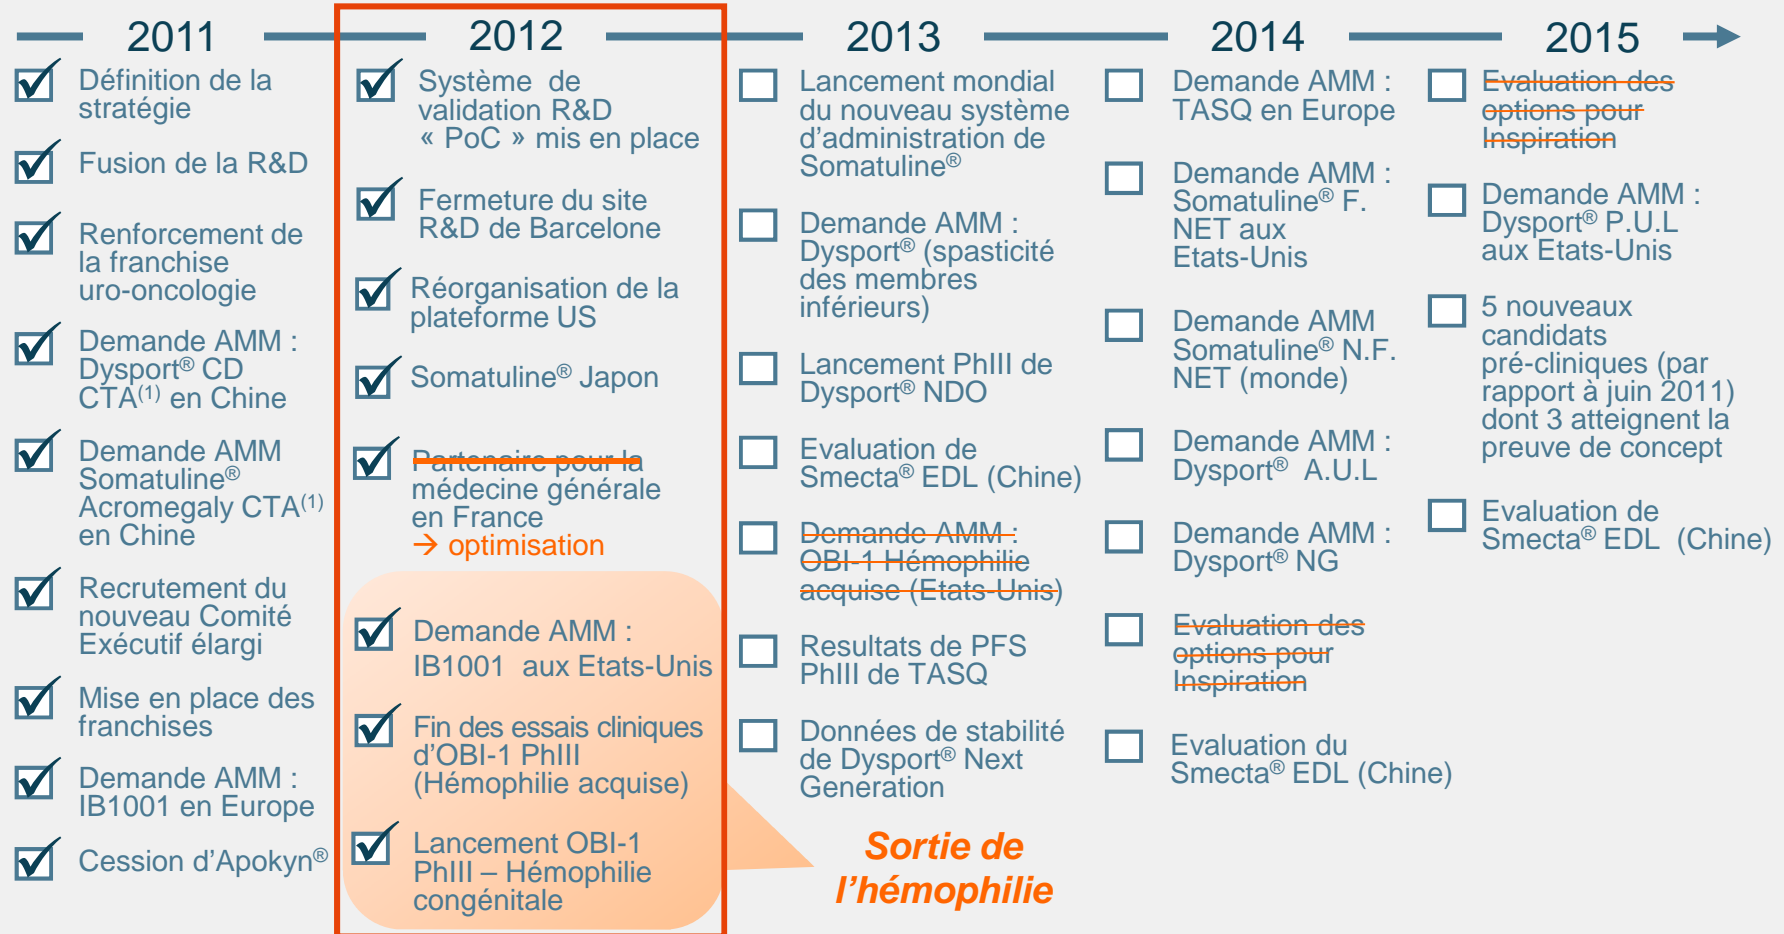 2011
2012
2013
2014
2015
Définition de la
stratégie
Fusion de la R&D
Renforcement de
la franchise
uro-oncologie
Demande AMM :
Dysport® CD
CTA(1) en Chine
Demande AMM
Somatuline®
Acromegaly CTA(1)
en Chine
Recrutement du
nouveau Comité
Exécutif élargi
Mise en place des
franchises
Demande AMM :
IB1001 en Europe
Cession d’Apokyn®
Système de
validation R&D
« PoC » mis en place
Fermeture du site
R&D de Barcelone
Réorganisation de la
plateforme US
Somatuline® Japon
Partenaire pour la
médecine générale
en France
→ optimisation
Demande AMM :
IB1001 aux Etats-Unis
Fin des essais cliniques
d’OBI-1 PhIII
(Hémophilie acquise)
Lancement OBI-1
PhIII – Hémophilie
congénitale
Lancement mondial
du nouveau système
d’administration de
Somatuline®
Demande AMM :
Dysport® (spasticité
des membres
inférieurs)
Lancement PhIII de
Dysport® NDO
Evaluation de
Smecta® EDL (Chine)
Demande AMM :
OBI-1 Hémophilie
acquise (Etats-Unis)
Resultats de PFS
PhIII de TASQ
Données de stabilité
de Dysport® Next
Generation
Sortie de
l’hémophilie
Demande AMM :
TASQ en Europe
Demande AMM :
Somatuline® F.
NET aux
Etats-Unis
Demande AMM
Somatuline® N.F.
NET (monde)
Demande AMM :
Dysport® A.U.L
Demande AMM :
Dysport® NG
Evaluation des
options pour
Inspiration
Evaluation du
Smecta® EDL (Chine)
Evaluation des
options pour
Inspiration
Demande AMM :
Dysport® P.U.L
aux Etats-Unis
5 nouveaux
candidats
pré-cliniques (par
rapport à juin 2011)
dont 3 atteignent la
preuve de concept
Evaluation de
Smecta® EDL (Chine)